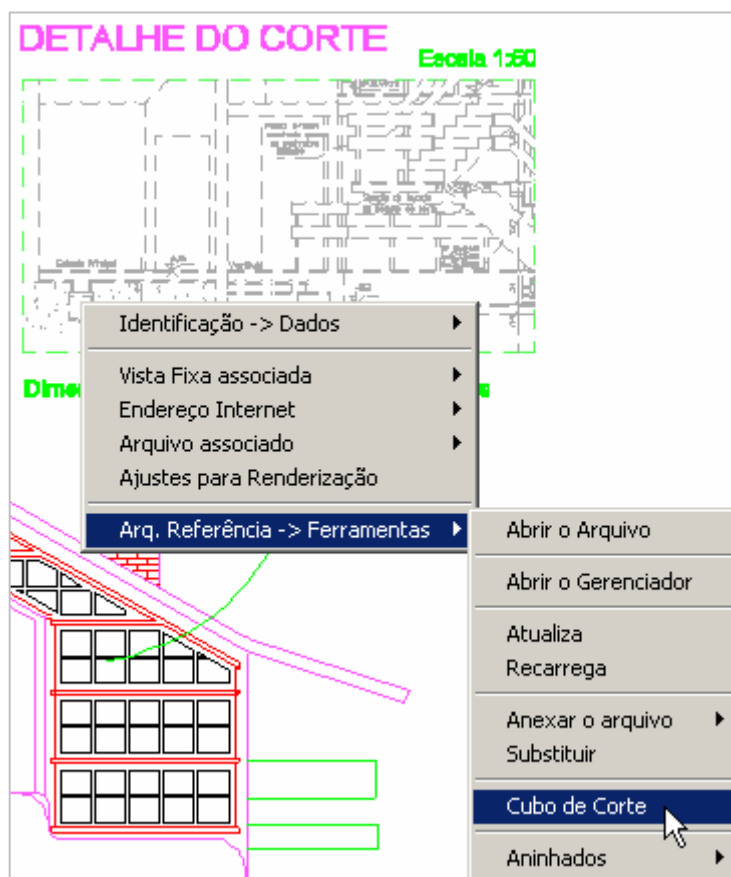 DETALHE DO CORTE
Escala 1:60
Identificação -> Dados
Vista Fixa associada
Endereço Internet
Arquivo associado
Ajustes para Renderização
Arq. Referência -> Ferramentas
Abrir o Arquivo
Abrir o Gerenciador
Atualiza
Recarrega
Anexar o arquivo
Substituir
Cubo de Corte
Aninhados